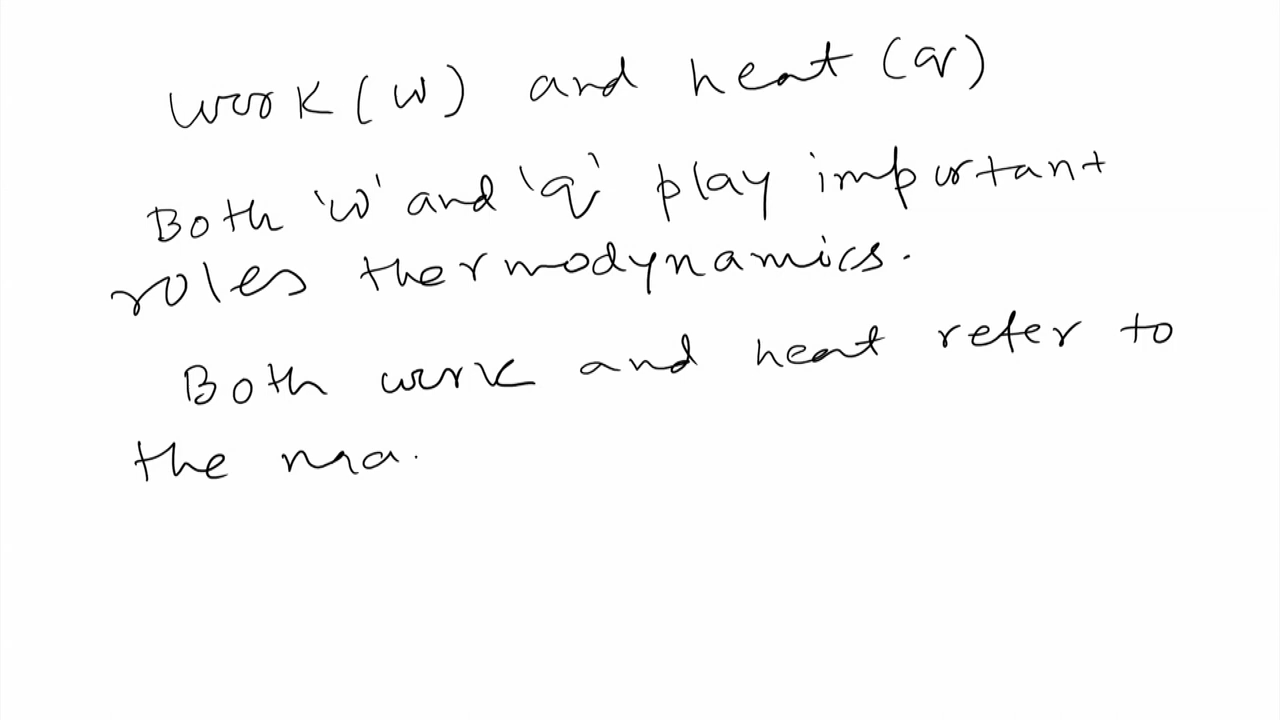 work (w) and heat (q)
Both 'w' and 'q' play important
roles thermodynamics.
Both work and heat refer to
the